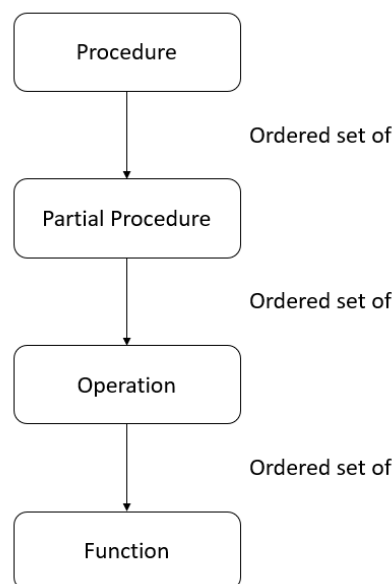 Procedure
Ordered set of
Partial Procedure
Ordered set of
Operation
Ordered set of
Function